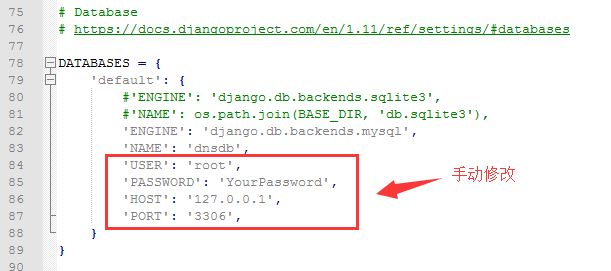 75 # Database
76 # https://docs.djangoproject.com/en/1.11/ref/settings/#databases
77
78 DATABASES = {
79 'default': {
80 #'ENGINE': 'django.db.backends.sqlite3',
81 #'NAME': os.path.join(BASE_DIR, 'db.sqlite3'),
82 'ENGINE': 'django.db.backends.mysql',
83 'NAME': 'dnsdb',
84 'USER': 'root',
85 'PASSWORD': 'YourPassword',
86 'HOST': '127.0.0.1',
87 'PORT': '3306',
88 }
89 }
90
手动修改